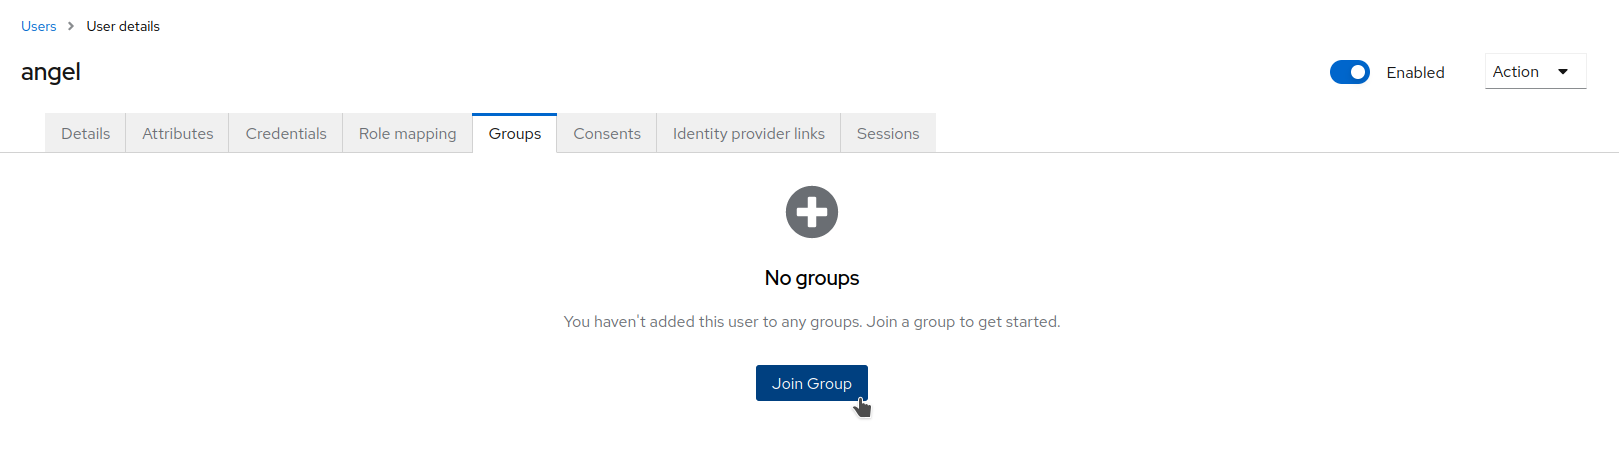 Users > User details
angel
Enabled
Action
Details Attributes Credentials Role mapping Groups Consents Identity provider links Sessions
No groups
You haven't added this user to any groups. Join a group to get started.
Join Group